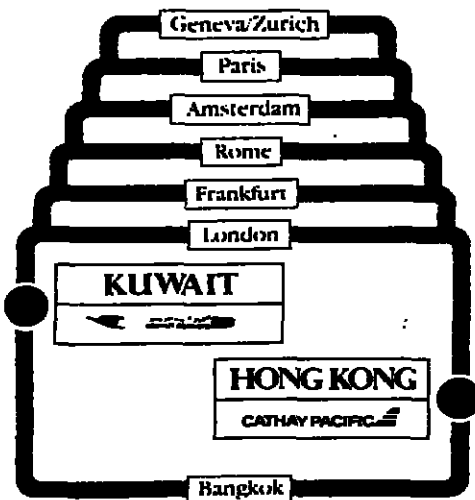 Geneva/Zurich
Paris
Amsterdam
Rome
Frankfurt
London
KUWAIT
HONG KONG
CATHAY PACIFIC
Bangkok